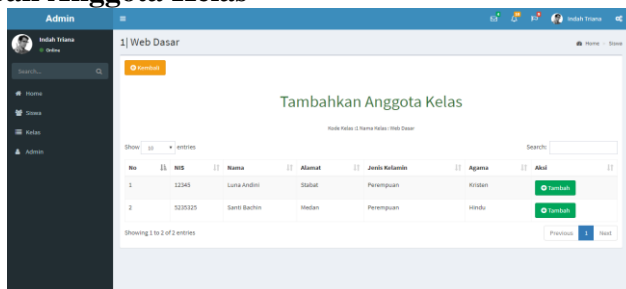 Admin
Indah Triana
Indah Triana
Online
1| Web Dasar
Home
Siswa
Search...
Kembali
Home
Siswa
Kelas
Admin
Tambahkan Anggota Kelas
Kode Kelas :1 Nama Kelas : Web Dasar
Show 10 entries
Search:
No NIS Nama Alamat Jenis Kelamin Agama Aksi
1 12345 Luna Andini Stabat Perempuan Kristen Tambah
2 5235325 Santi Bachin Medan Perempuan Hindu Tambah
Showing 1 to 2 of 2 entries
Previous 1 Next